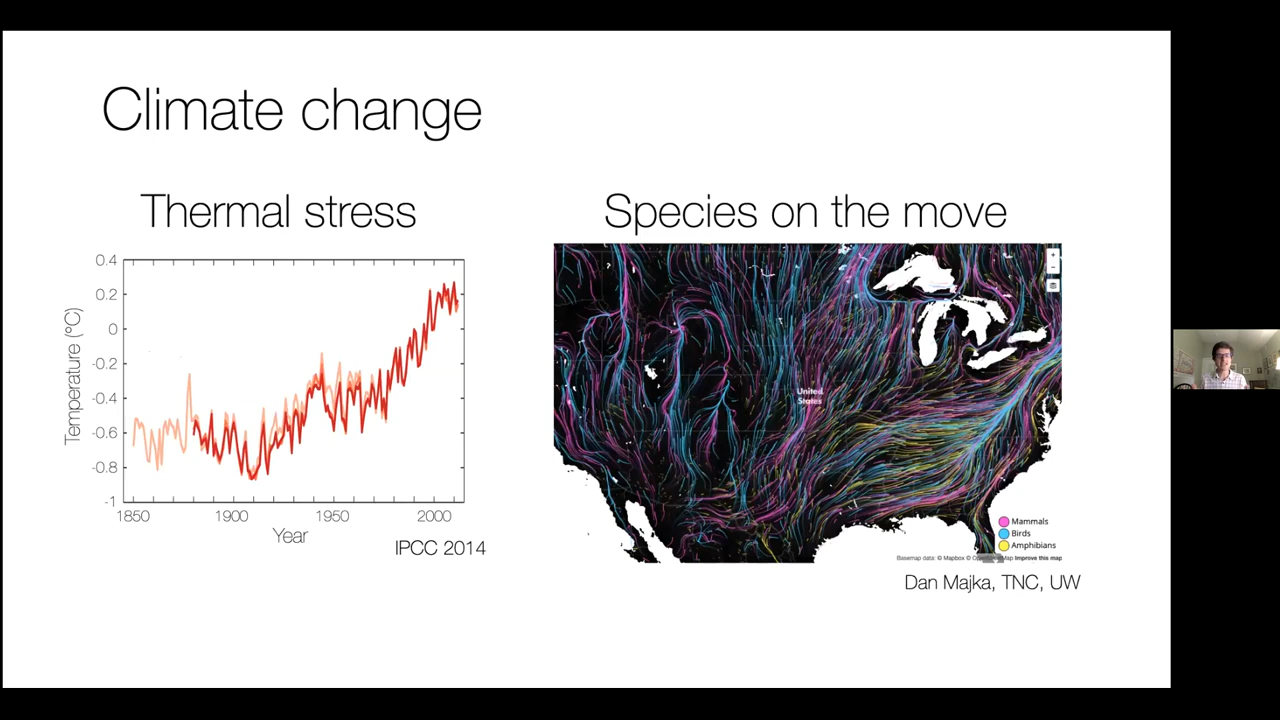 Climate change
Thermal stress
0.4
0.2
0
-0.2
-0.4
-0.6
-0.8
-1
Temperature (°C)
1850
1900
1950
2000
Year
IPCC 2014
Species on the move
+
-
United
States
Mammals
Birds
Amphibians
Basemap data: © Mapbox © OpenStreetMap Improve this map
Dan Majka, TNC, UW